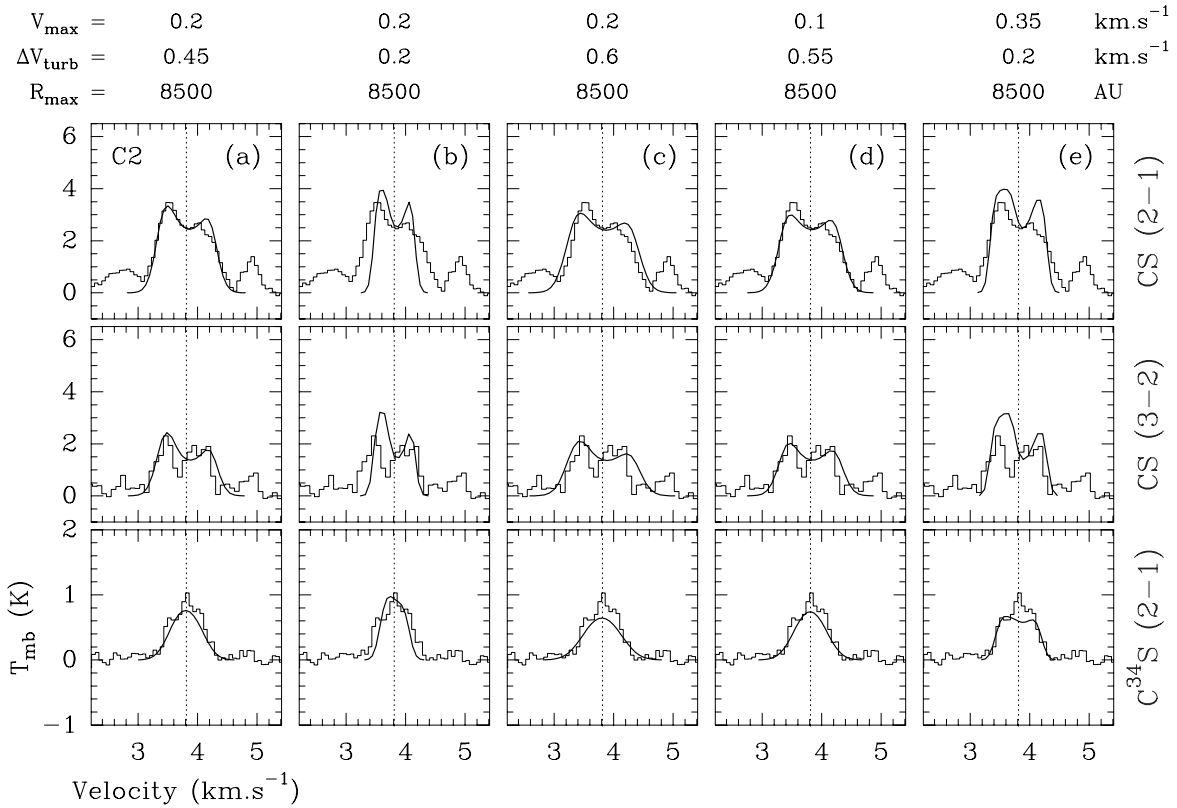 V_max = 0.2 0.2 0.2 0.1 0.35 km.s⁻¹
ΔV_turb = 0.45 0.2 0.6 0.55 0.2 km.s⁻¹
R_max = 8500 8500 8500 8500 8500 AU
C2 (a) (b) (c) (d) (e)
6
4
2
0
CS (2−1)
6
4
2
0
CS (3−2)
2
1
0
−1
T_mb (K)
C³⁴S (2−1)
3 4 5 3 4 5 3 4 5 3 4 5 3 4 5
Velocity (km.s⁻¹)